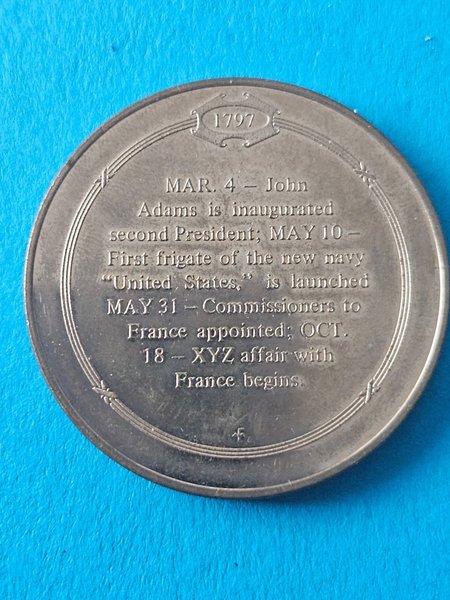 1797
MAR. 4 – John
Adams is inaugurated
second President; MAY 10 –
First frigate of the new navy
"United States," is launched
MAY 31 – Commissioners to
France appointed; OCT.
18 – XYZ affair with
France begins.